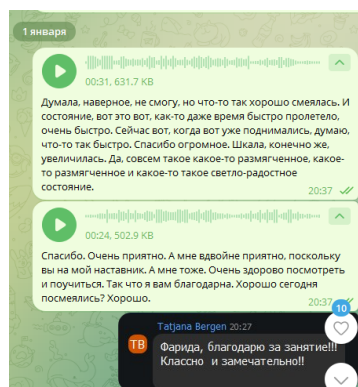 1 января
00:31, 631.7 KB
Думала, наверное, не смогу, но что-то так хорошо смеялась. И
состояние, вот это вот, как-то даже время быстро пролетело,
очень быстро. Сейчас вот, когда вот уже поднимались, думаю,
что-то так быстро. Спасибо огромное. Шкала, конечно же,
увеличилась. Да, совсем такое какое-то размягченное, какое-
то размягченное и какое-то такое светло-радостное
состояние.
20:37
00:24, 502.9 KB
Спасибо. Очень приятно. А мне вдвойне приятно, поскольку
вы на мой наставник. А мне тоже. Очень здорово посмотреть
и поучиться. Так что я вам благодарна. Хорошо сегодня
посмеялись? Хорошо.
20:37
10
Tatjana Bergen 20:27
ТВ
Фарида, благодарю за занятие!!!
Классно и замечательно!!